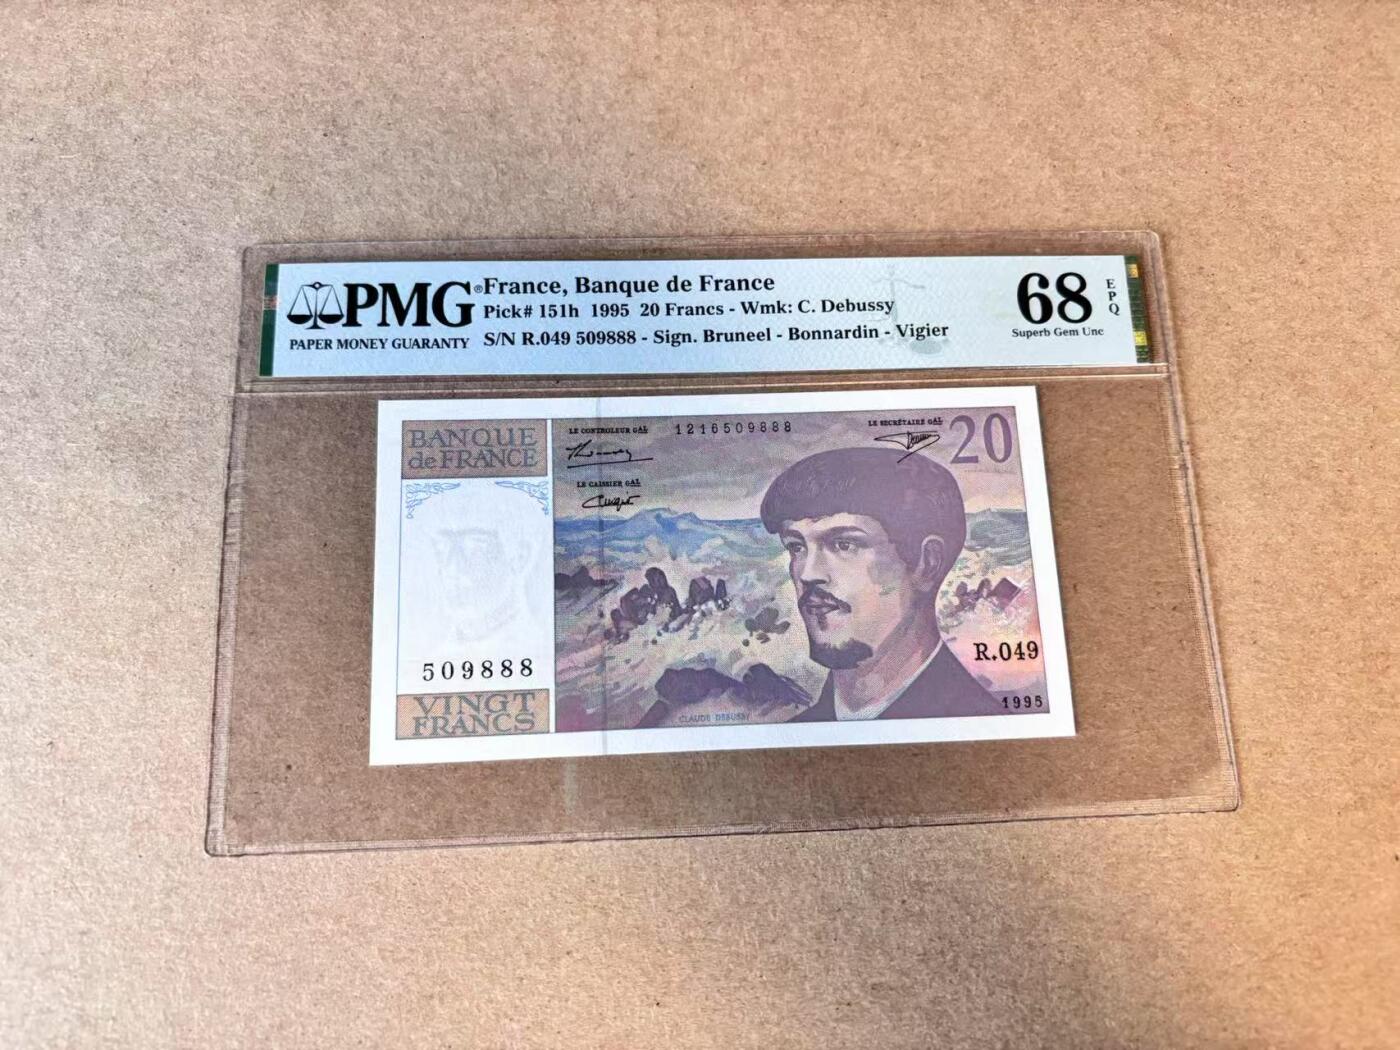 PMG®
PAPER MONEY GUARANTY
France, Banque de France
Pick# 151h 1995 20 Francs - Wmk: C. Debussy
S/N R.049 509888 - Sign. Bruneel - Bonnardin - Vigier
68
EPQ
Superb Gem Unc
BANQUE
de FRANCE
LE CONTROLEUR GAL
1216509888
LE SECRÉTAIRE GAL
20
LE CAISSIER GAL
509888
R.049
VINGT
FRANCS
CLAUDE DEBUSSY
1995